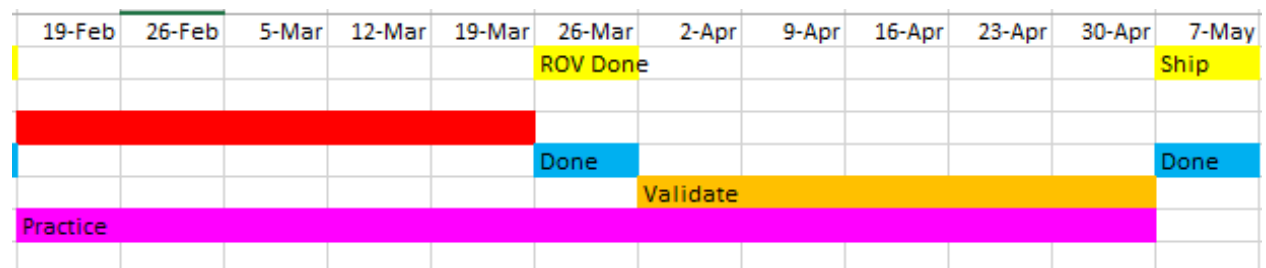 19-Feb 26-Feb 5-Mar 12-Mar 19-Mar 26-Mar 2-Apr 9-Apr 16-Apr 23-Apr 30-Apr 7-May
ROV Done Ship
Done Done
Validate
Practice